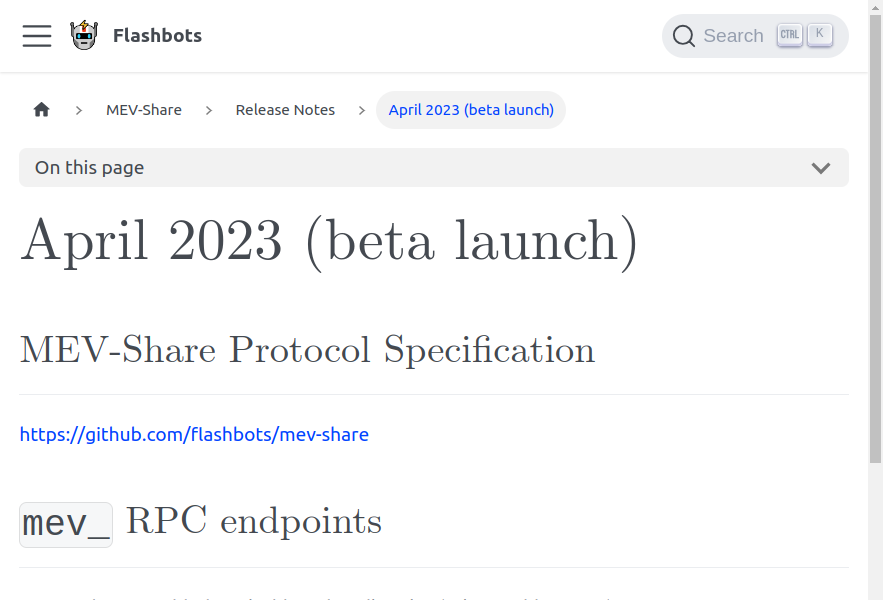 Flashbots
Search CTRL K
MEV-Share
Release Notes
April 2023 (beta launch)
On this page
April 2023 (beta launch)
MEV-Share Protocol Specification
https://github.com/flashbots/mev-share
mev_ RPC endpoints